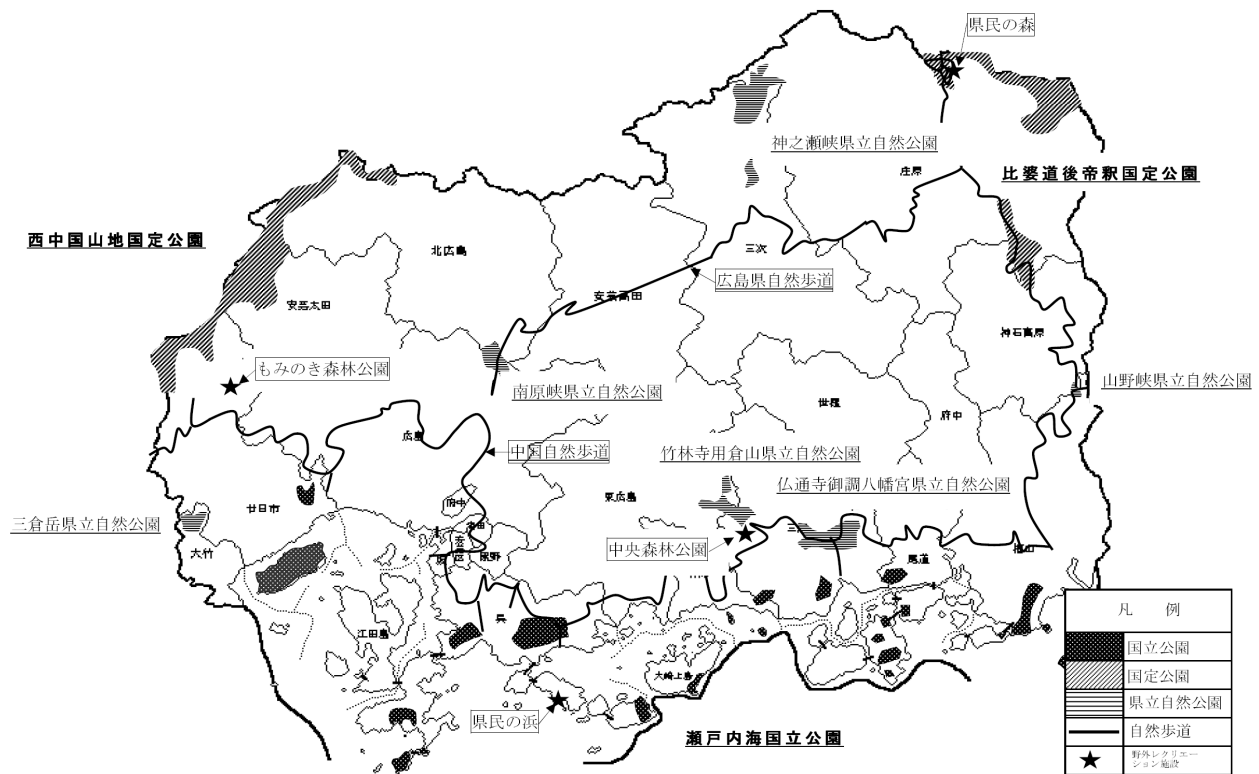 県民の森
神之瀬峡県立自然公園
庄原
比婆道後帝釈国定公園
西中国山地国定公園
北広島
三次
広島県自然歩道
安芸高田
安芸太田
神石高原
もみのき森林公園
南原峡県立自然公園
山野峡県立自然公園
世羅
府中
広島
中国自然歩道
竹林寺用倉山県立自然公園
仏通寺御調八幡宮県立自然公園
東広島
府中
廿日市
三倉岳県立自然公園
大竹
中央森林公園
三
尾道
福山
熊野
江田島
呉
大崎上島
県民の浜
瀬戸内海国立公園
凡 例
国立公園
国定公園
県立自然公園
自然歩道
野外レクリエー
ション施設